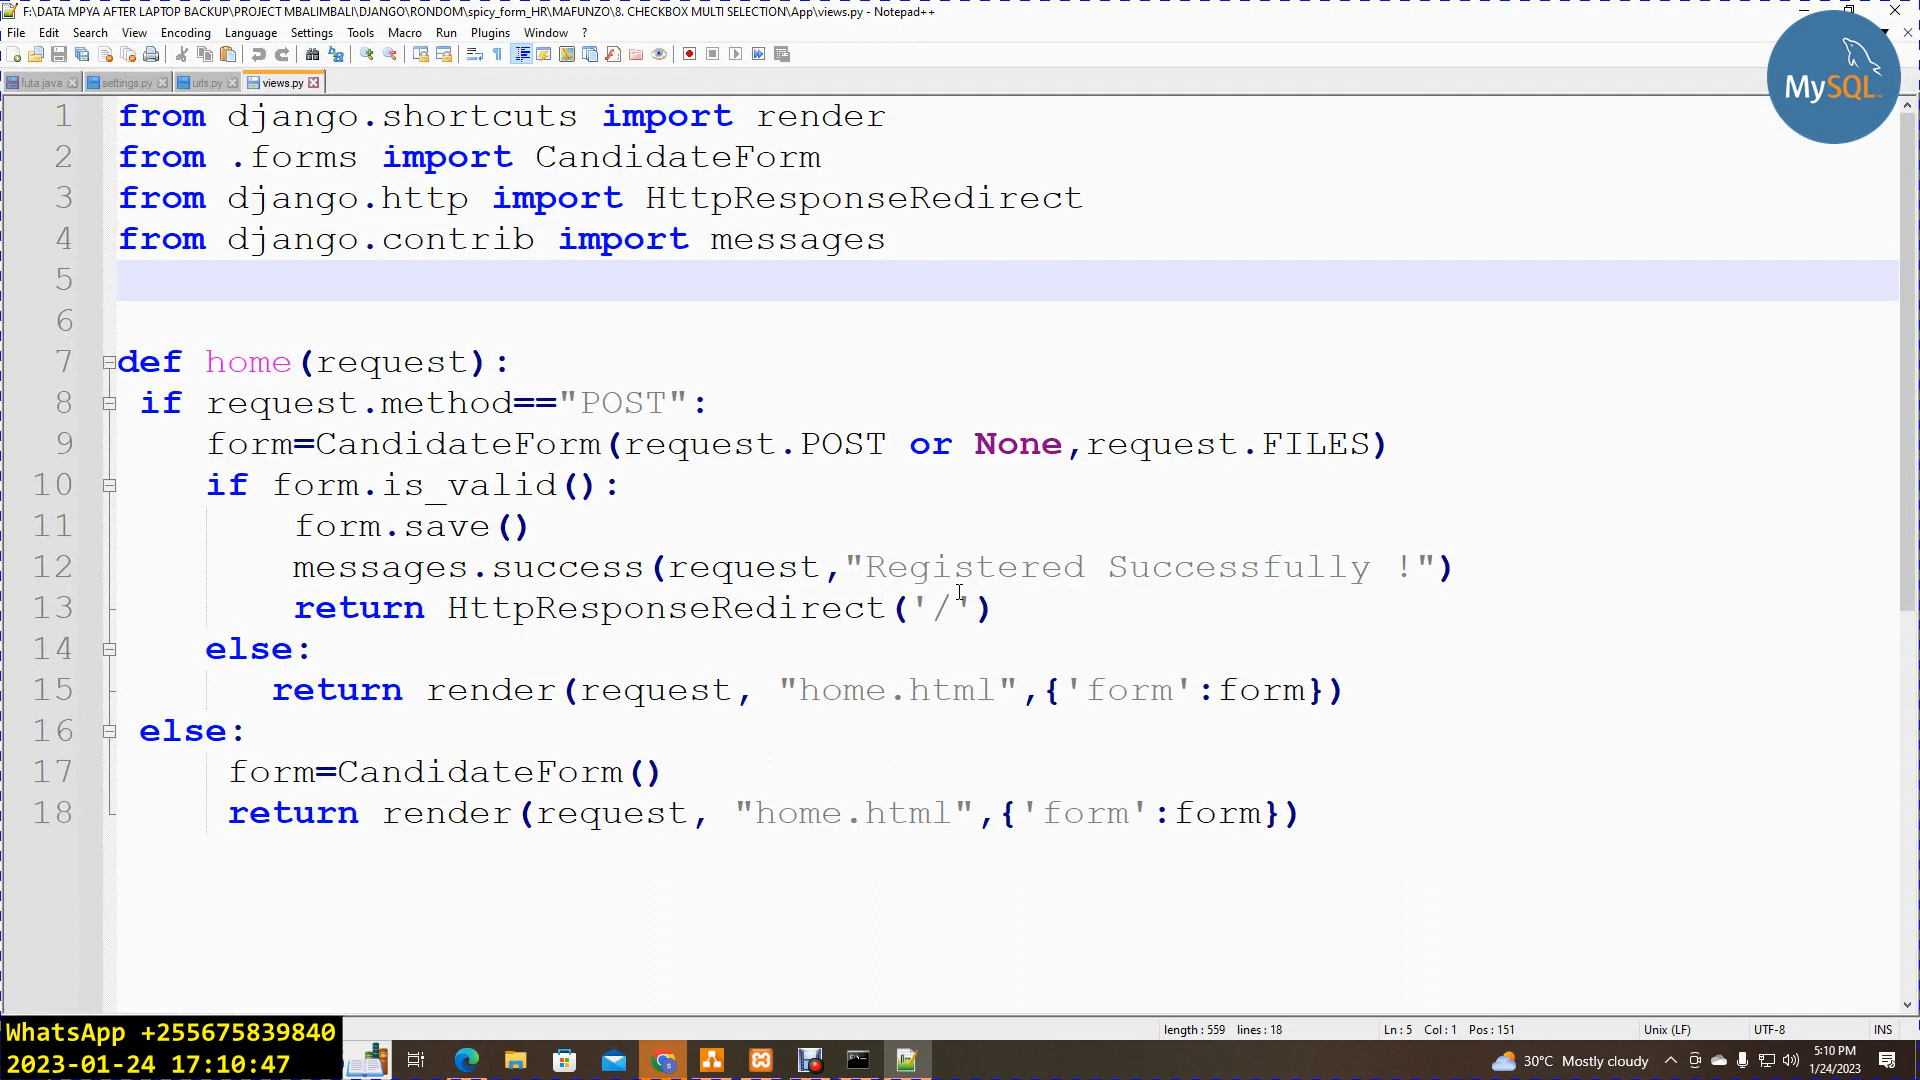 F:\DATA MPYA AFTER LAPTOP BACKUP\PROJECT MBALIMBALI\DJANGO\RONDOM\spicy_form_HR\MAFUNZO\8. CHECKBOX MULTI SELECTION\App\views.py - Notepad++
File Edit Search View Encoding Language Settings Tools Macro Run Plugins Window ?
futa.java settings.py urls.py views.py
MySQL
1 from django.shortcuts import render
2 from .forms import CandidateForm
3 from django.http import HttpResponseRedirect
4 from django.contrib import messages
5
6
7 def home(request):
8 if request.method=="POST":
9 form=CandidateForm(request.POST or None,request.FILES)
10 if form.is_valid():
11 form.save()
12 messages.success(request,"Registered Successfully !")
13 return HttpResponseRedirect('/')
14 else:
15 return render(request, "home.html",{'form':form})
16 else:
17 form=CandidateForm()
18 return render(request, "home.html",{'form':form})
length : 559 lines : 18 Ln : 5 Col : 1 Pos : 151 Unix (LF) UTF-8 INS
WhatsApp +255675839840
2023-01-24 17:10:47
30°C Mostly cloudy
5:10 PM
1/24/2023